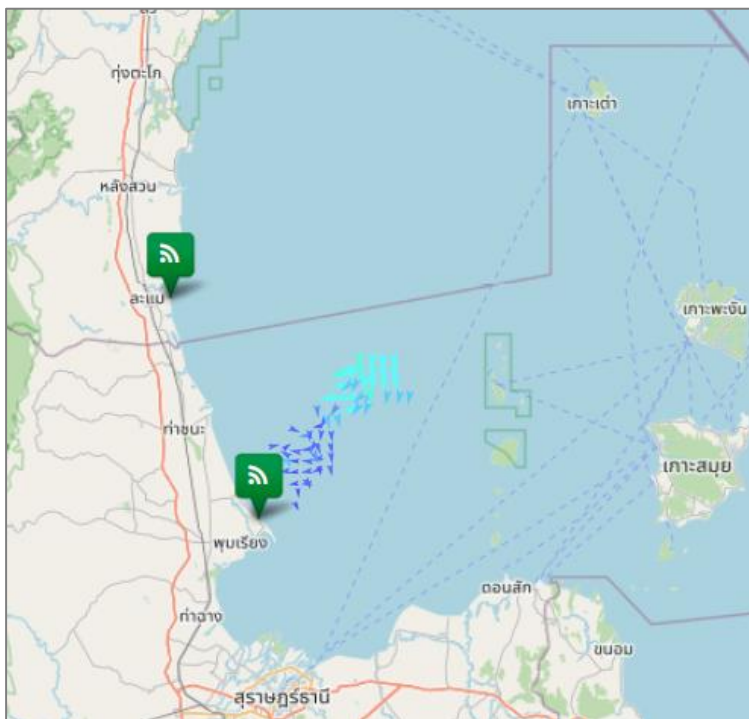 ทุ่งตะโก
เกาะเต่า
หลังสวน
ละแม
เกาะพะงัน
ท่าชนะ
เกาะสมุย
พุมเรียง
ดอนสัก
ท่าฉาง
ขนอม
สุราษฎร์ธานี